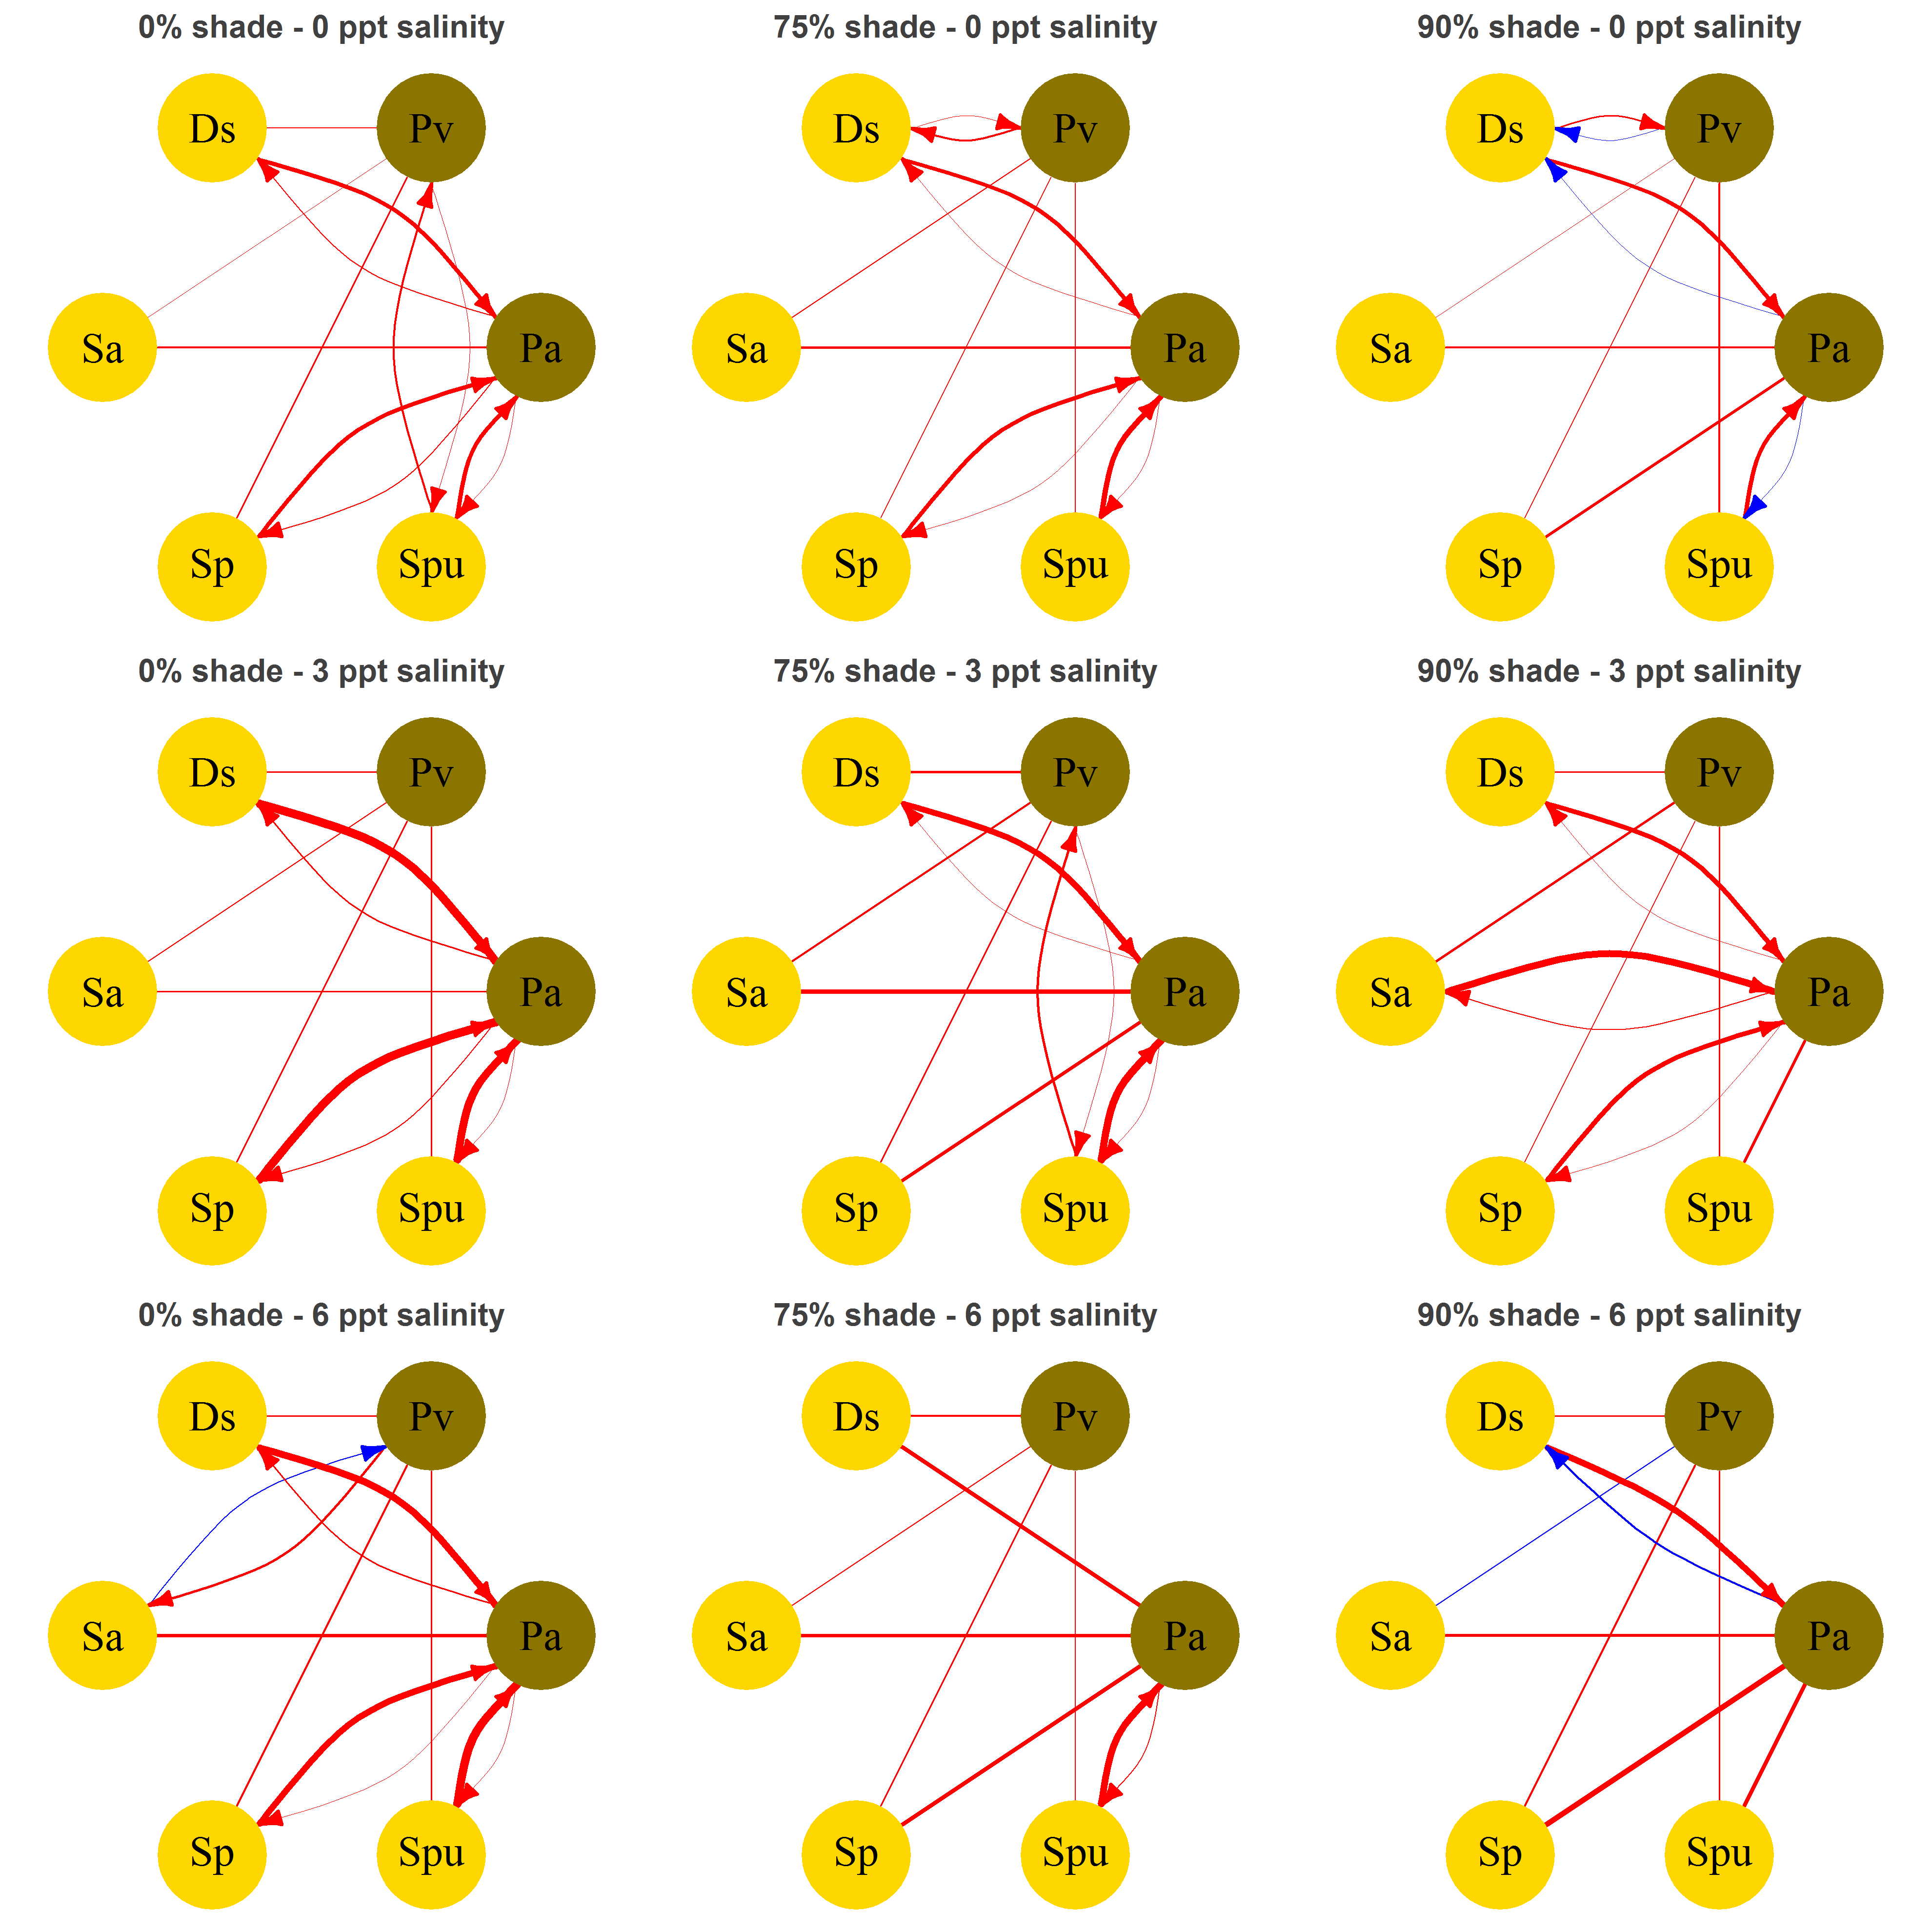 0% shade - 0 ppt salinity
75% shade - 0 ppt salinity
90% shade - 0 ppt salinity
Ds
Pv
Ds
Pv
Ds
Pv
Sa
Pa
Sa
Pa
Sa
Pa
Sp
Spu
Sp
Spu
Sp
Spu
0% shade - 3 ppt salinity
75% shade - 3 ppt salinity
90% shade - 3 ppt salinity
Ds
Pv
Ds
Pv
Ds
Pv
Sa
Pa
Sa
Pa
Sa
Pa
Sp
Spu
Sp
Spu
Sp
Spu
0% shade - 6 ppt salinity
75% shade - 6 ppt salinity
90% shade - 6 ppt salinity
Ds
Pv
Ds
Pv
Ds
Pv
Sa
Pa
Sa
Pa
Sa
Pa
Sp
Spu
Sp
Spu
Sp
Spu